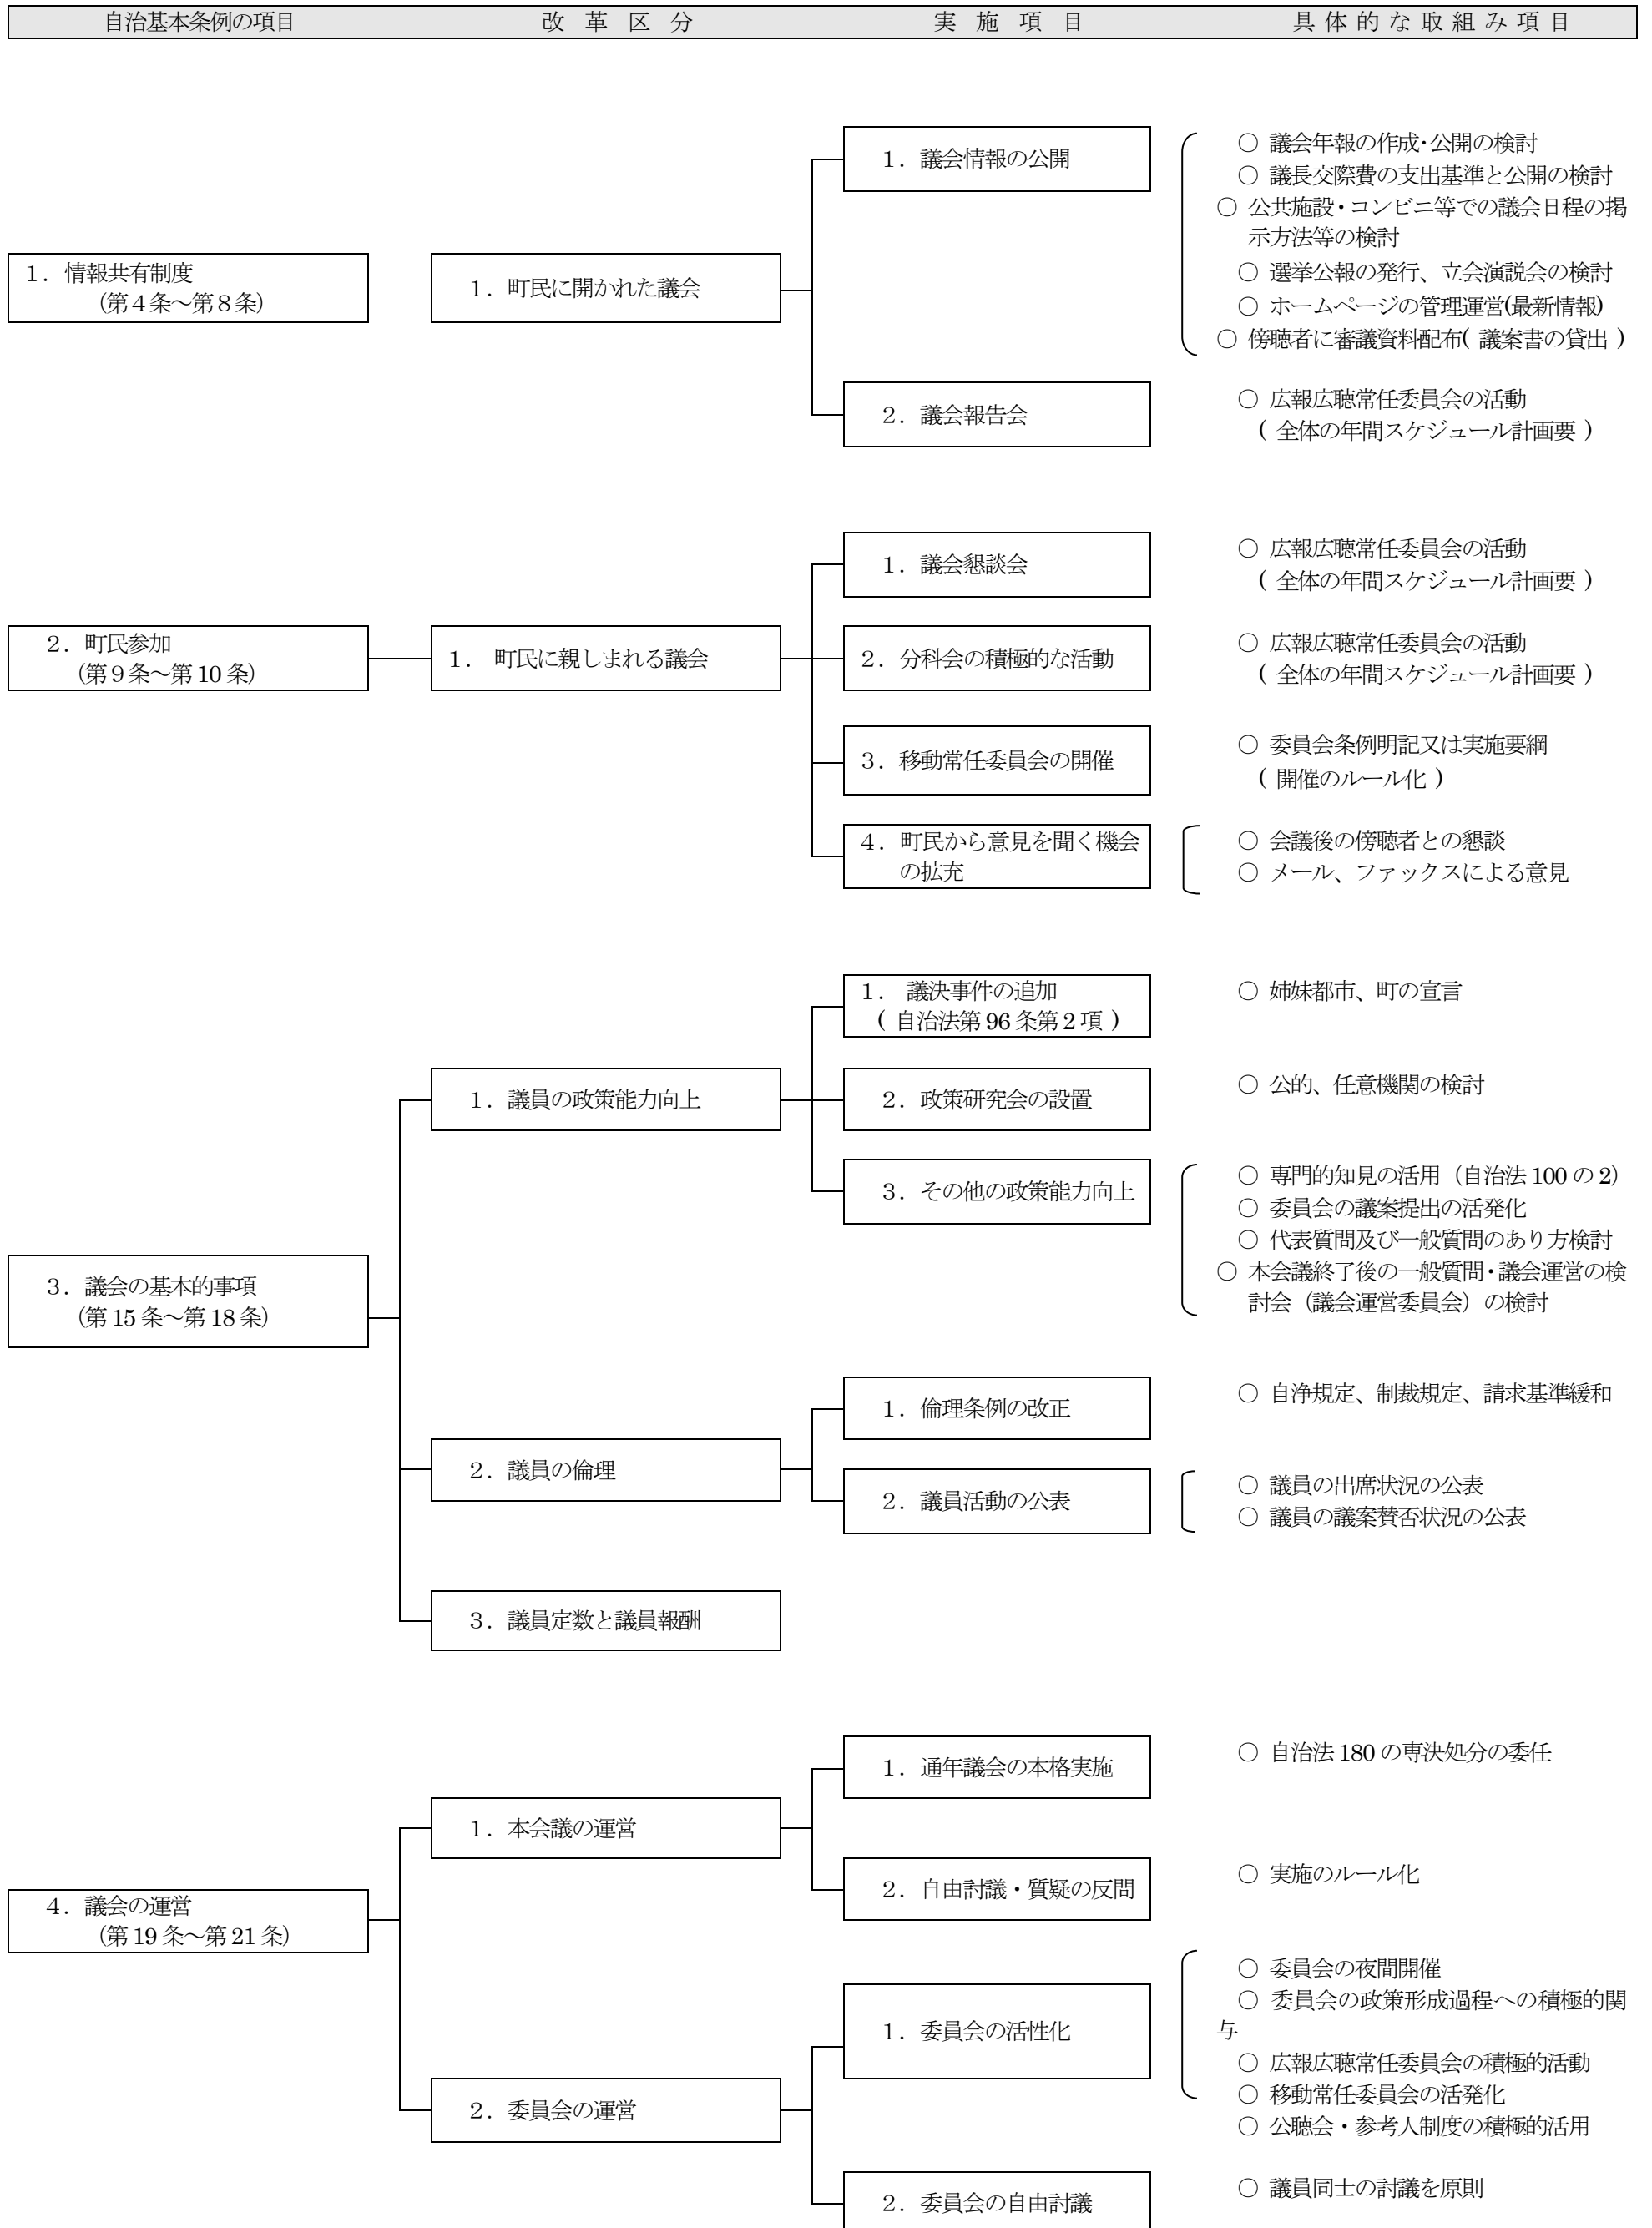 自治基本条例の項目 改革区分 実施項目 具体的な取組み項目
1．情報共有制度
（第4条～第8条）
1．町民に開かれた議会
1．議会情報の公開
○ 議会年報の作成・公開の検討
○ 議長交際費の支出基準と公開の検討
○ 公共施設・コンビニ等での議会日程の掲
示方法等の検討
○ 選挙公報の発行、立会演説会の検討
○ ホームページの管理運営(最新情報)
○ 傍聴者に審議資料配布( 議案書の貸出 )
2．議会報告会
○ 広報広聴常任委員会の活動
( 全体の年間スケジュール計画要 )
2．町民参加
（第9条～第10条）
1． 町民に親しまれる議会
1．議会懇談会
○ 広報広聴常任委員会の活動
( 全体の年間スケジュール計画要 )
2．分科会の積極的な活動
○ 広報広聴常任委員会の活動
( 全体の年間スケジュール計画要 )
3．移動常任委員会の開催
○ 委員会条例明記又は実施要綱
( 開催のルール化 )
4．町民から意見を聞く機会
の拡充
○ 会議後の傍聴者との懇談
○ メール、ファックスによる意見
3．議会の基本的事項
（第15条～第18条）
1．議員の政策能力向上
1． 議決事件の追加
( 自治法第96条第2項 )
○ 姉妹都市、町の宣言
2．政策研究会の設置
○ 公的、任意機関の検討
3．その他の政策能力向上
○ 専門的知見の活用（自治法100の2）
○ 委員会の議案提出の活発化
○ 代表質問及び一般質問のあり方検討
○ 本会議終了後の一般質問・議会運営の検
討会（議会運営委員会）の検討
2．議員の倫理
1．倫理条例の改正
○ 自浄規定、制裁規定、請求基準緩和
2．議員活動の公表
○ 議員の出席状況の公表
○ 議員の議案賛否状況の公表
3．議員定数と議員報酬
4．議会の運営
（第19条～第21条）
1．本会議の運営
1．通年議会の本格実施
○ 自治法180の専決処分の委任
2．自由討議・質疑の反問
○ 実施のルール化
2．委員会の運営
1．委員会の活性化
○ 委員会の夜間開催
○ 委員会の政策形成過程への積極的関
与
○ 広報広聴常任委員会の積極的活動
○ 移動常任委員会の活発化
○ 公聴会・参考人制度の積極的活用
2．委員会の自由討議
○ 議員同士の討議を原則